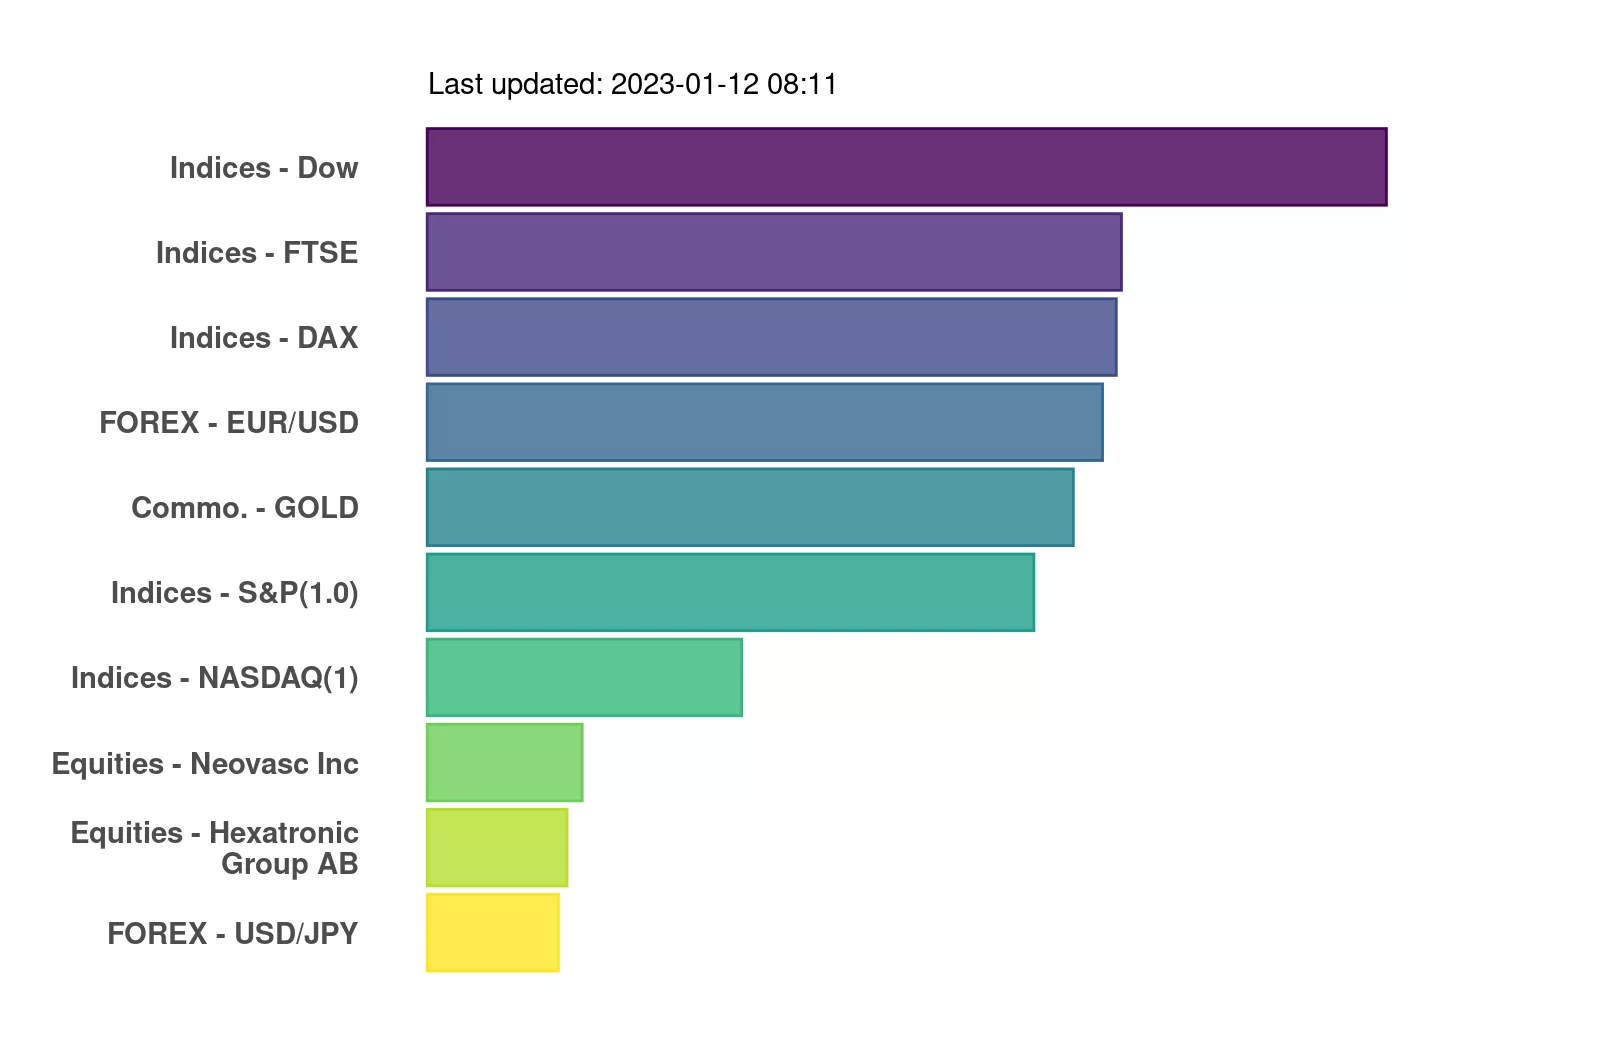 Last updated: 2023-01-12 08:11
Indices - Dow
Indices - FTSE
Indices - DAX
FOREX - EUR/USD
Commo. - GOLD
Indices - S&P(1.0)
Indices - NASDAQ(1)
Equities - Neovasc Inc
Equities - Hexatronic
Group AB
FOREX - USD/JPY